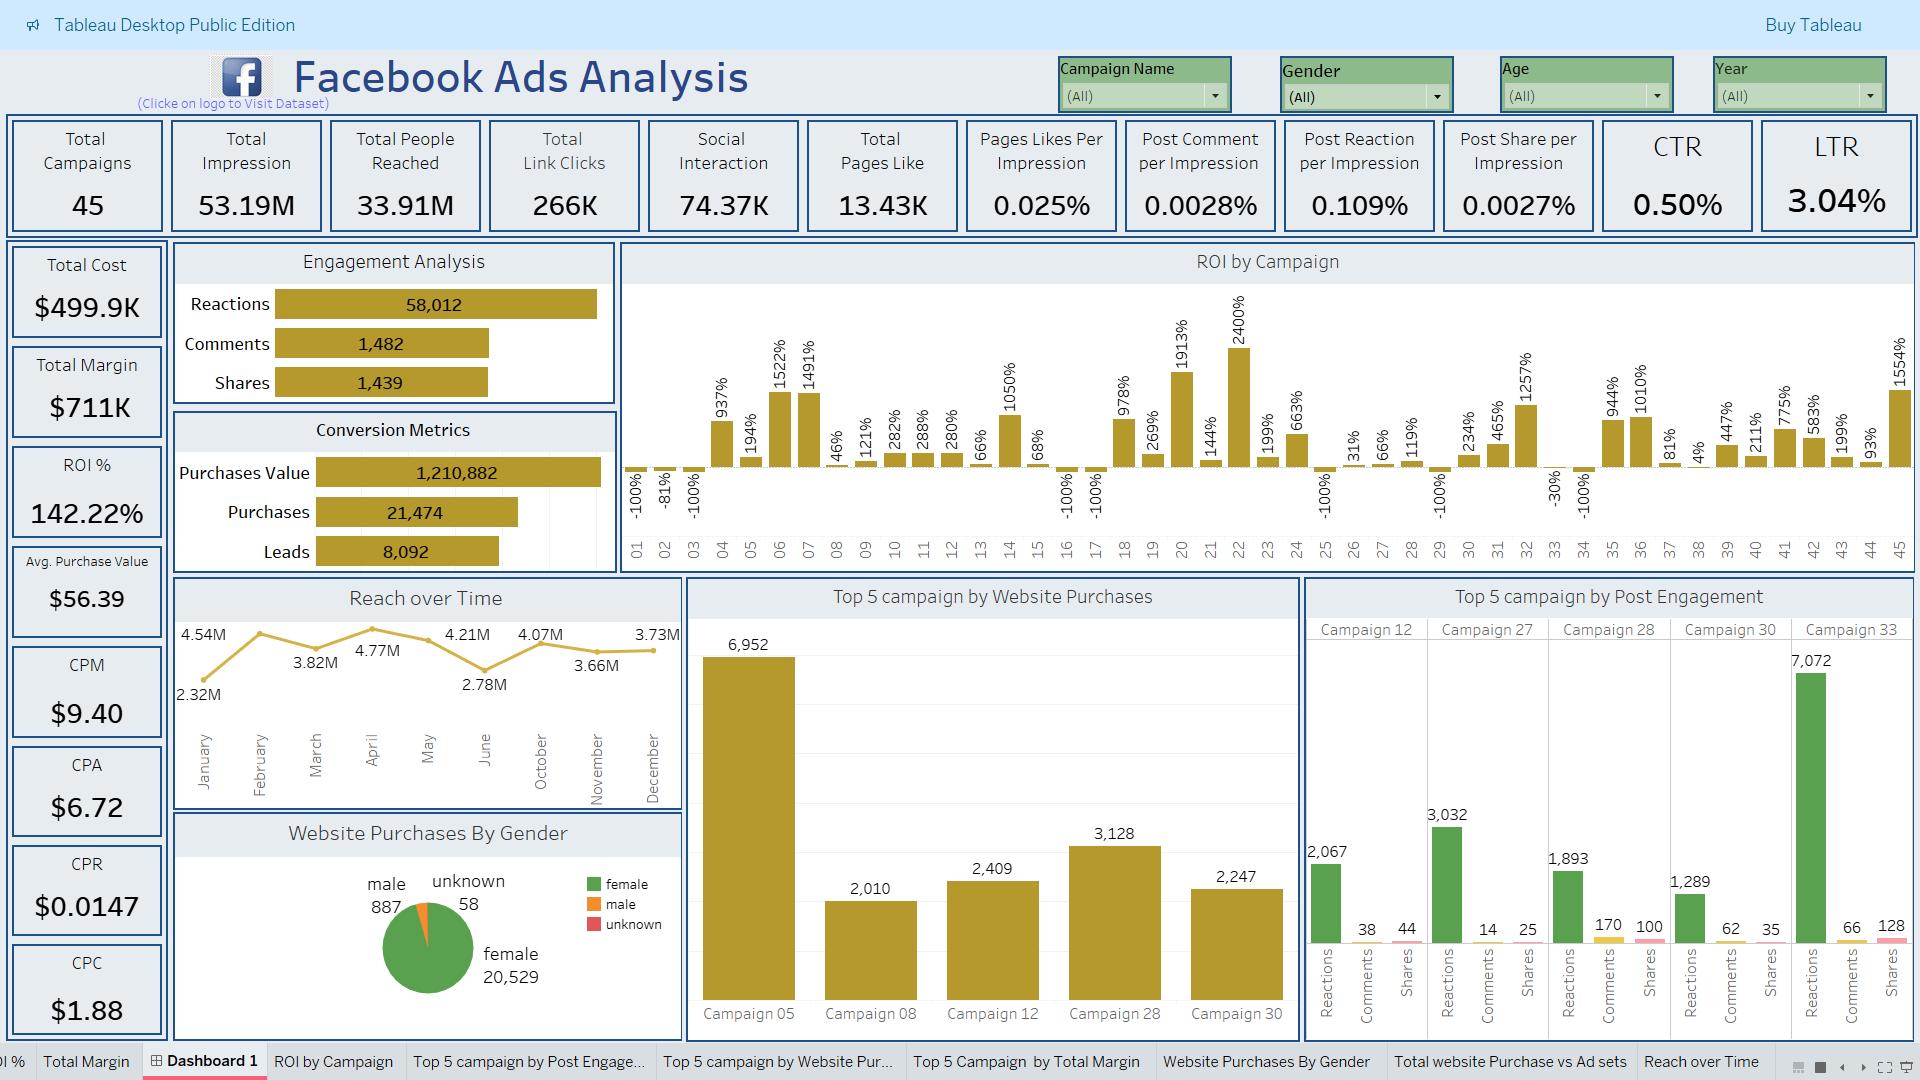 Tableau Desktop Public Edition
Buy Tableau
Facebook Ads Analysis
(Clicke on logo to Visit Dataset)
Campaign Name
(All)
Gender
(All)
Age
(All)
Year
(All)
Total
Campaigns
45
Total
Impression
53.19M
Total People
Reached
33.91M
Total
Link Clicks
266K
Social
Interaction
74.37K
Total
Pages Like
13.43K
Pages Likes Per
Impression
0.025%
Post Comment
per Impression
0.0028%
Post Reaction
per Impression
0.109%
Post Share per
Impression
0.0027%
CTR
0.50%
LTR
3.04%
Total Cost
$499.9K
Total Margin
$711K
ROI %
142.22%
Avg. Purchase Value
$56.39
CPM
$9.40
CPA
$6.72
CPR
$0.0147
CPC
$1.88
Engagement Analysis
Reactions 58,012
Comments 1,482
Shares 1,439
Conversion Metrics
Purchases Value 1,210,882
Purchases 21,474
Leads 8,092
ROI by Campaign
-100% -81% -100% 937% 194% 1522% 1491% 46% 121% 282% 288% 280% 66% 1050% 68% -100% -100% 978% 269% 1913% 144% 2400% 199% 663% -100% 31% 66% 119% -100% 234% 465% 1257% -30% -100% 944% 1010% 81% 4% 447% 211% 775% 583% 199% 93% 1554%
01 02 03 04 05 06 07 08 09 10 11 12 13 14 15 16 17 18 19 20 21 22 23 24 25 26 27 28 29 30 31 32 33 34 35 36 37 38 39 40 41 42 43 44 45
Reach over Time
2.32M 4.54M 3.82M 4.77M 4.21M 2.78M 4.07M 3.66M 3.73M
January February March April May June October November December
Website Purchases By Gender
male
887
unknown
58
female
20,529
female
male
unknown
Top 5 campaign by Website Purchases
6,952 2,010 2,409 3,128 2,247
Campaign 05 Campaign 08 Campaign 12 Campaign 28 Campaign 30
Top 5 campaign by Post Engagement
Campaign 12 Campaign 27 Campaign 28 Campaign 30 Campaign 33
2,067 38 44 3,032 14 25 1,893 170 100 1,289 62 35 7,072 66 128
Reactions Comments Shares Reactions Comments Shares Reactions Comments Shares Reactions Comments Shares Reactions Comments Shares
OI % Total Margin Dashboard 1 ROI by Campaign Top 5 campaign by Post Engage... Top 5 campaign by Website Pur... Top 5 Campaign by Total Margin Website Purchases By Gender Total website Purchase vs Ad sets Reach over Time